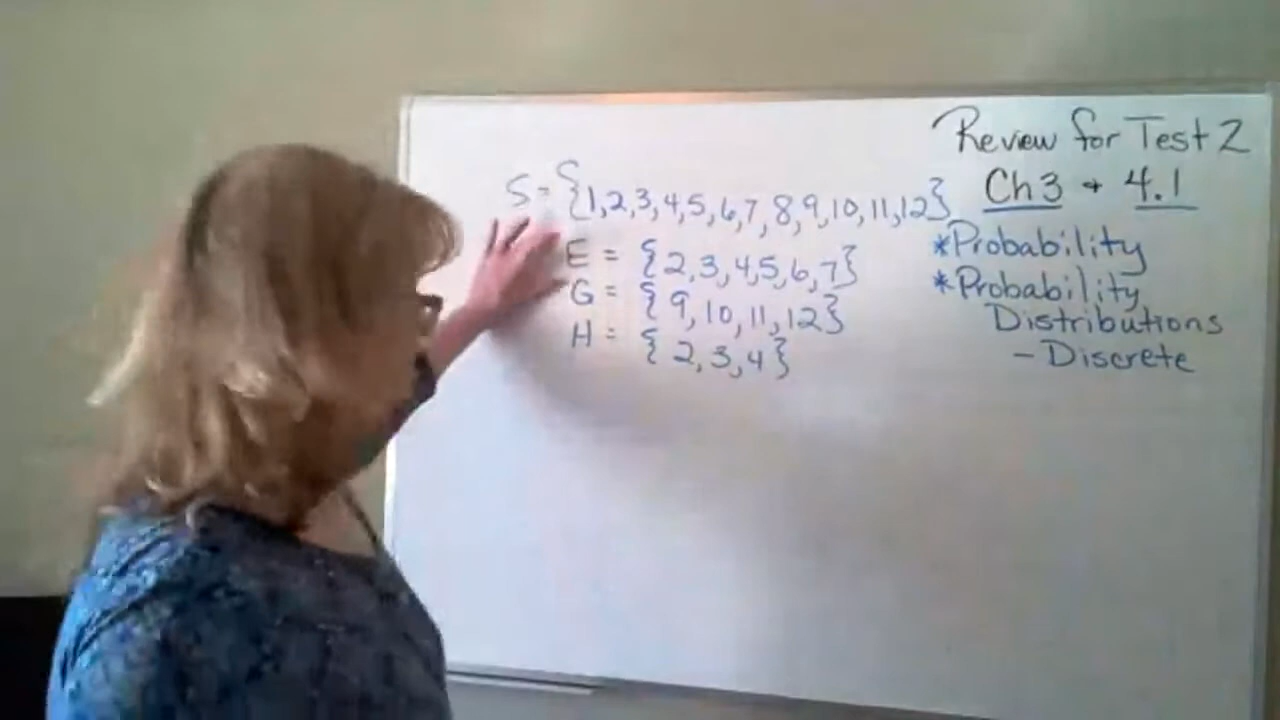 Review for Test 2
Ch 3 + 4.1
*Probability
*Probability
Distributions
- Discrete
S = {1,2,3,4,5,6,7,8,9,10,11,12}
E = {2,3,4,5,6,7}
G = {9,10,11,12}
H = {2,3,4}